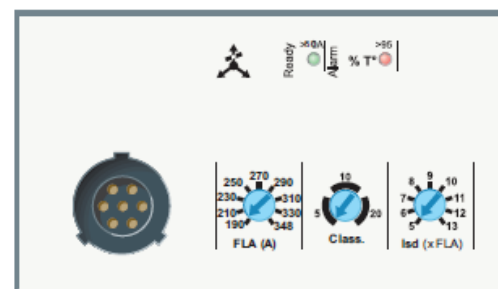 Ready
>50A
Alarm
% T°
>95
190 210 230 250 270 290 310 330 348
FLA (A)
5 10 20
Class.
5 6 7 8 9 10 11 12 13
Isd (xFLA)